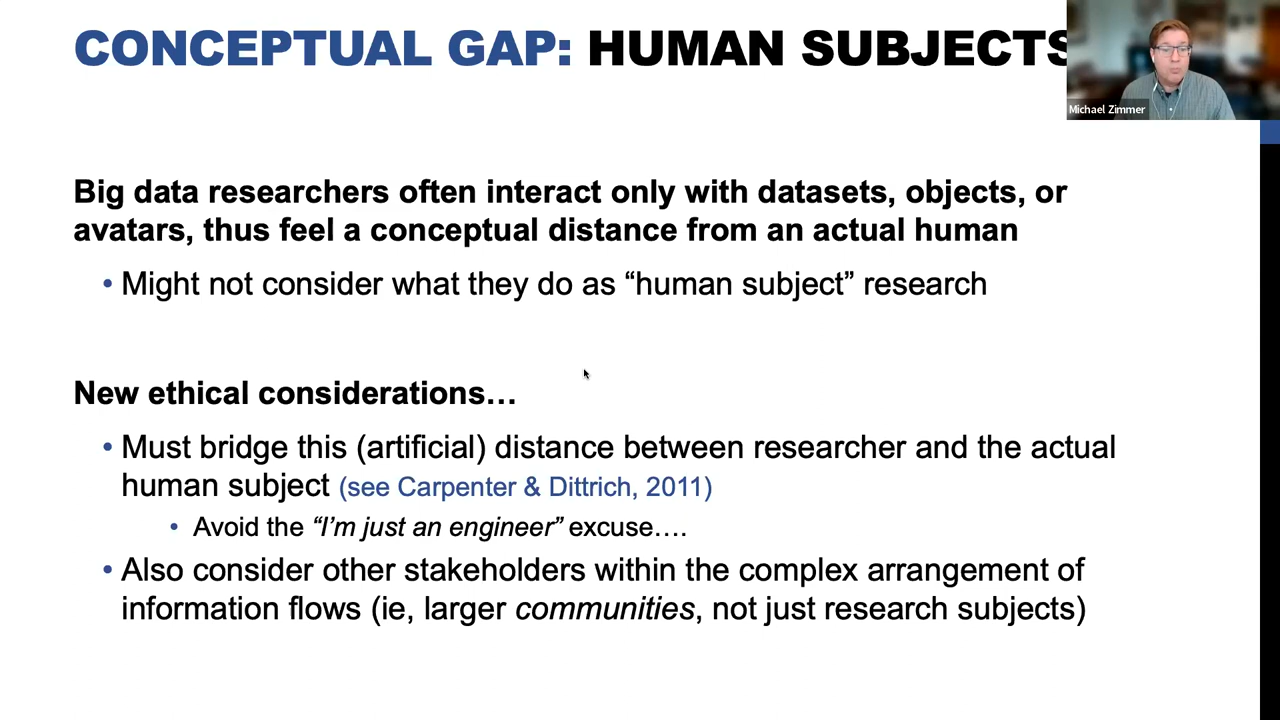 CONCEPTUAL GAP: HUMAN SUBJECTS
Michael Zimmer
Big data researchers often interact only with datasets, objects, or
avatars, thus feel a conceptual distance from an actual human
• Might not consider what they do as “human subject” research
New ethical considerations…
• Must bridge this (artificial) distance between researcher and the actual
human subject (see Carpenter & Dittrich, 2011)
• Avoid the “I’m just an engineer” excuse….
• Also consider other stakeholders within the complex arrangement of
information flows (ie, larger communities, not just research subjects)